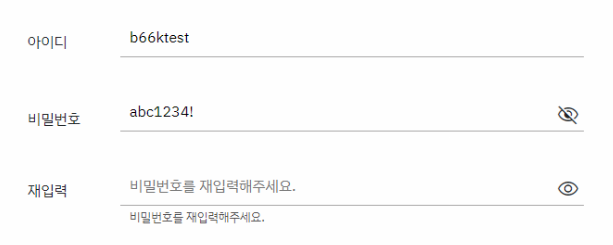 아이디 b66ktest
비밀번호 abc1234!
재입력 비밀번호를 재입력해주세요.
비밀번호를 재입력해주세요.